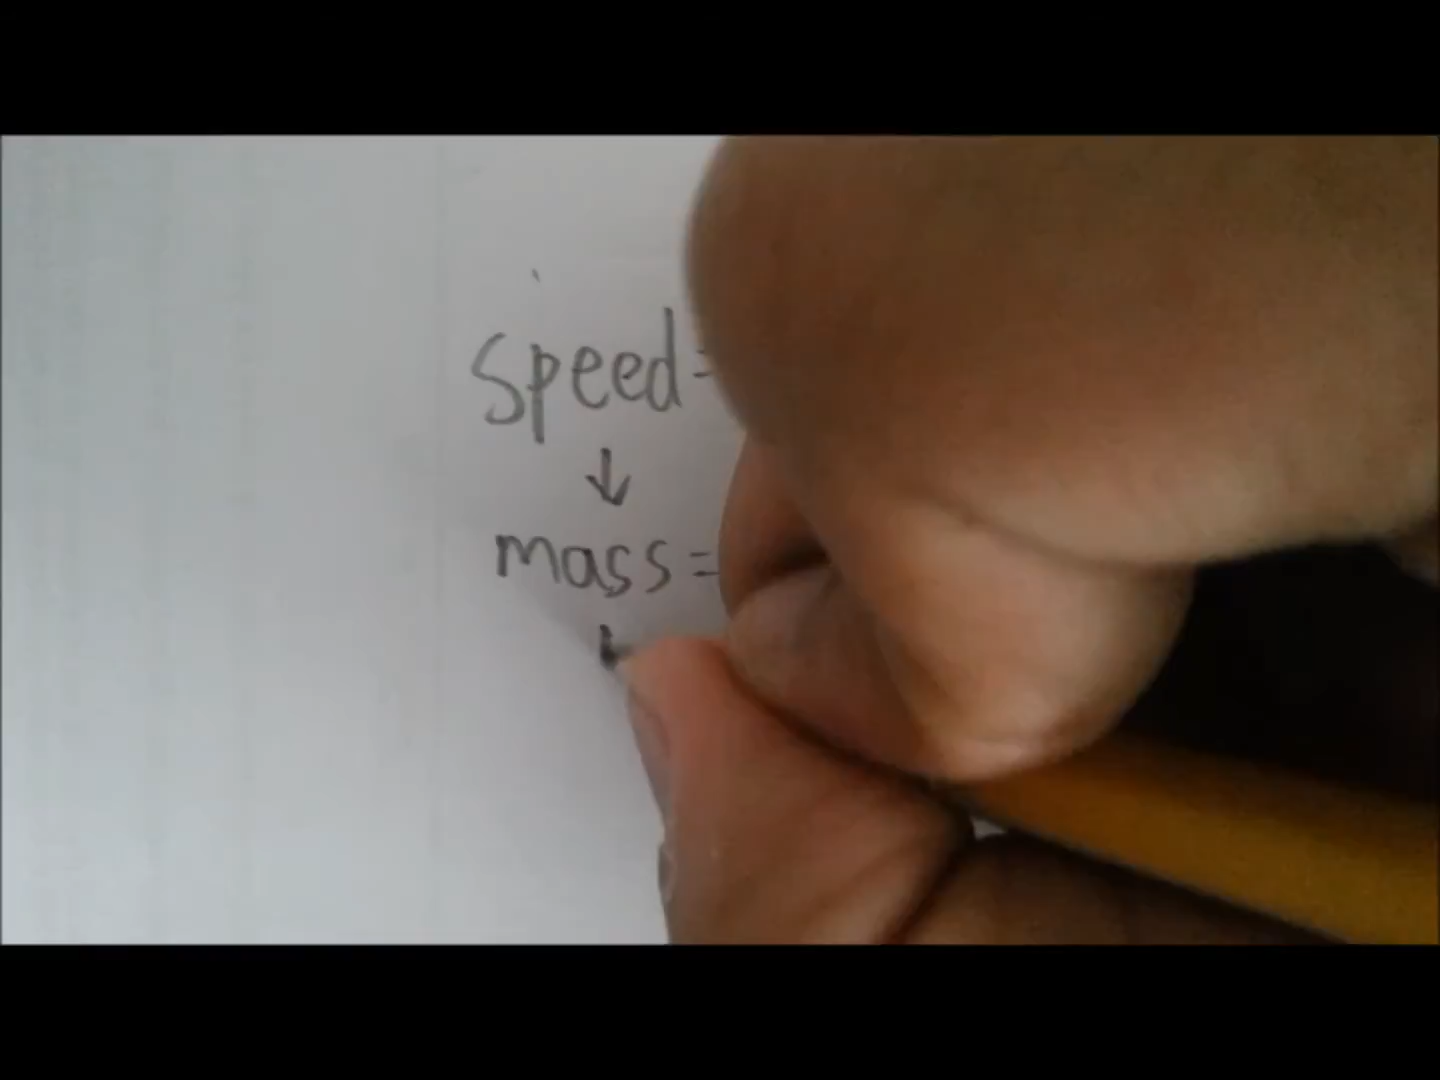 Speed=
↓
mass=
↓